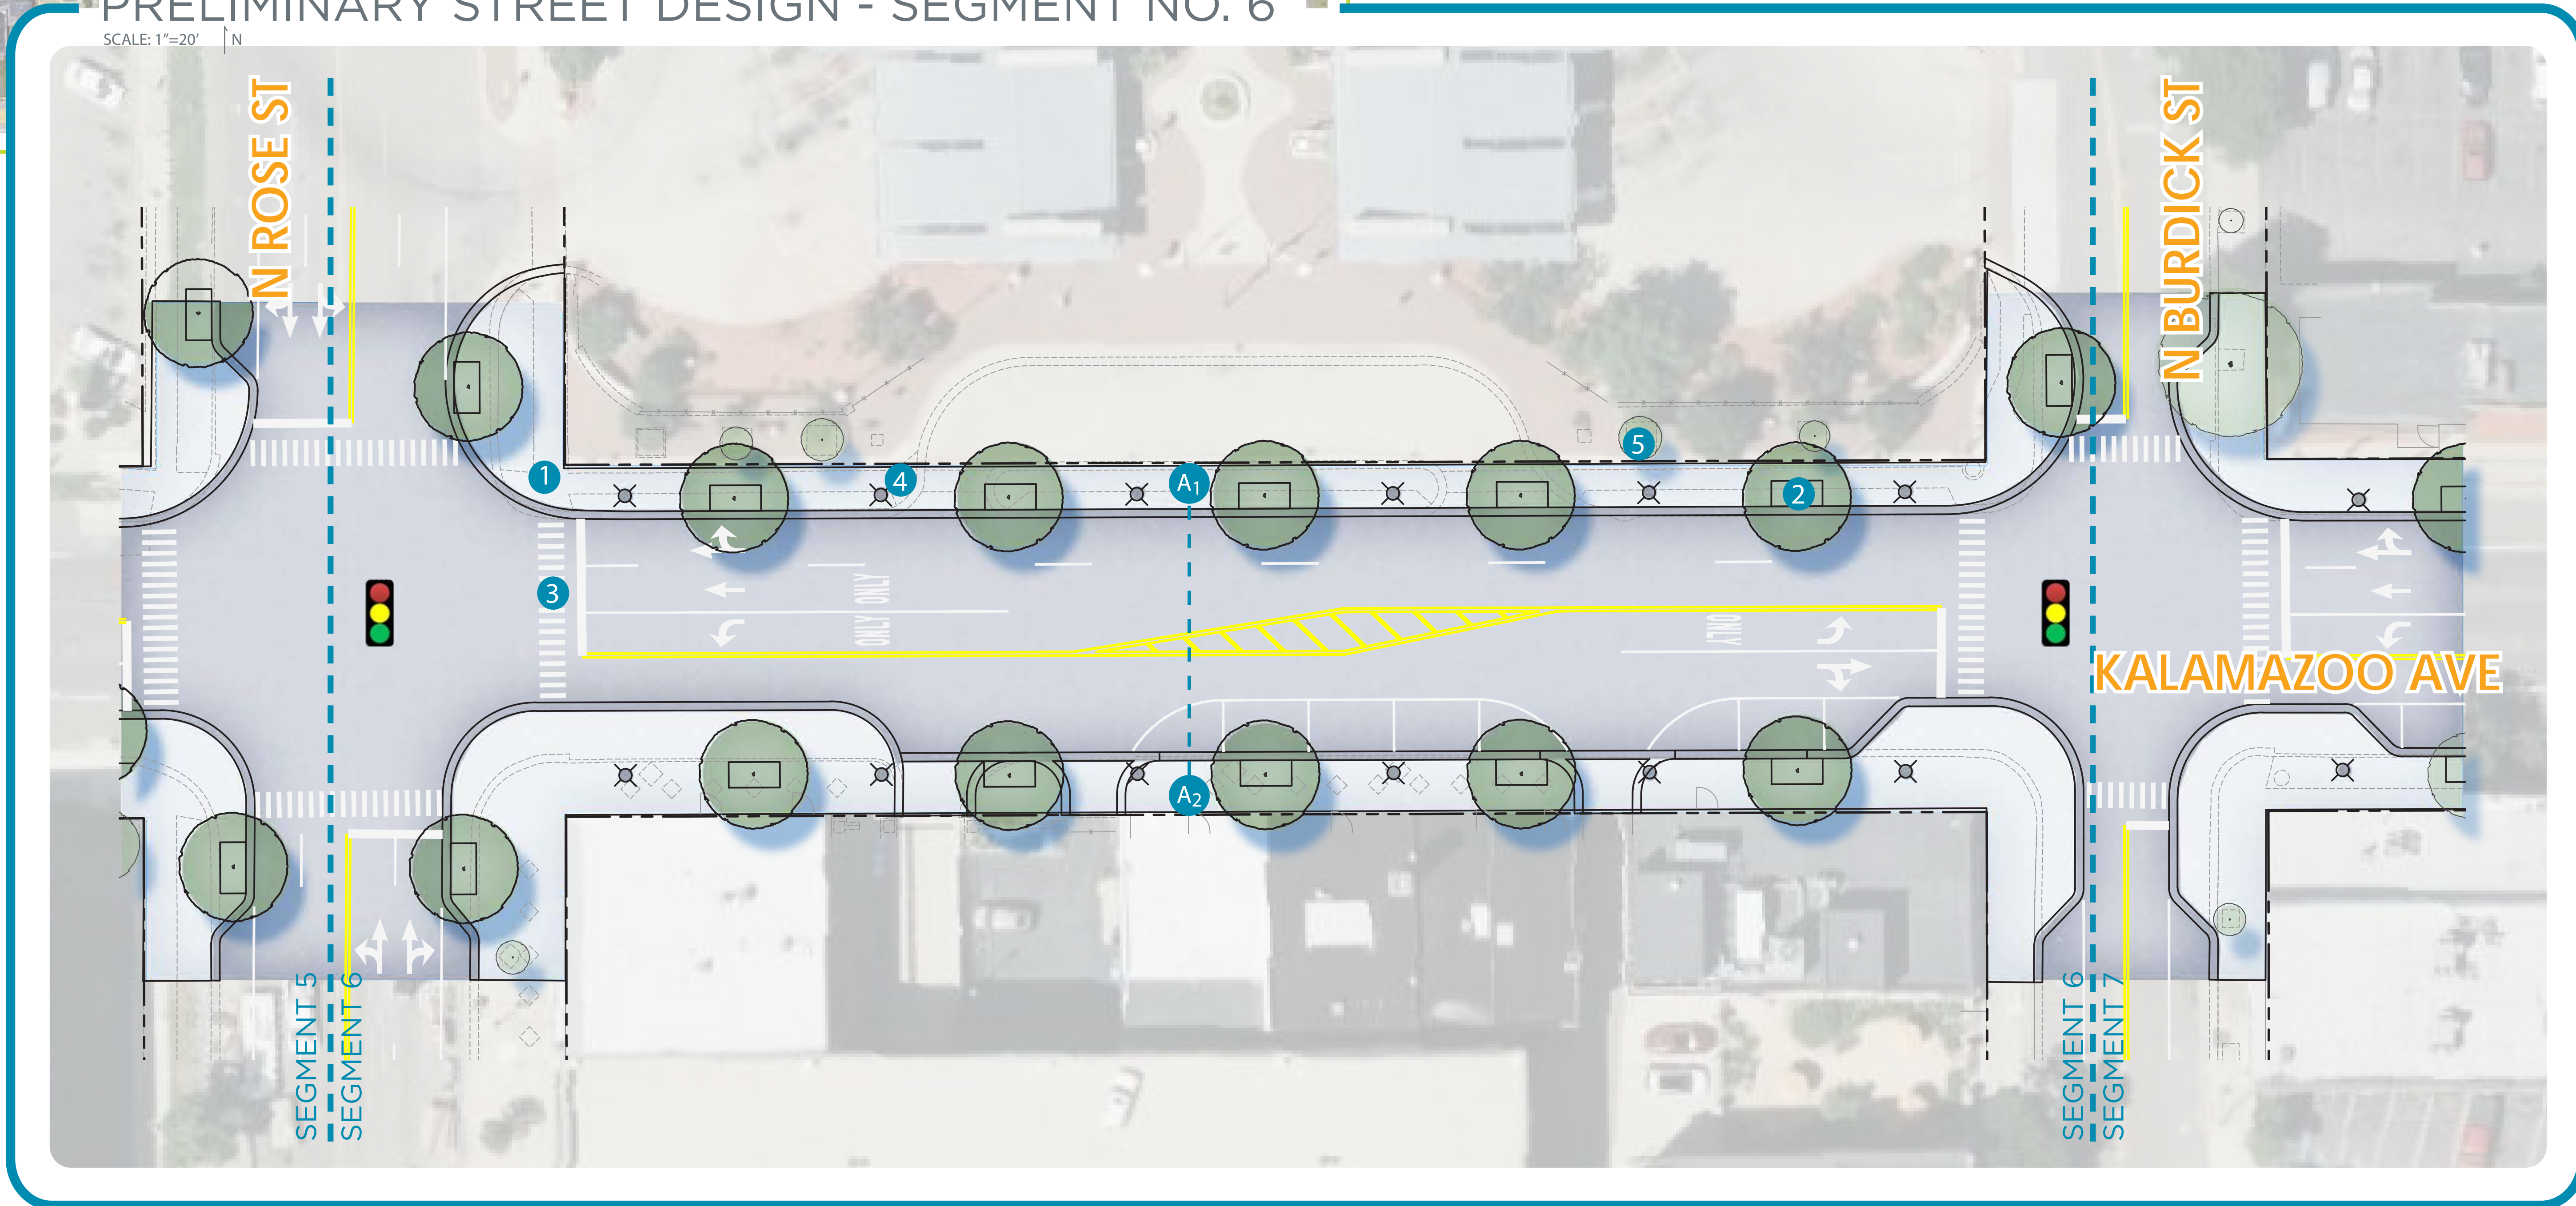 PRELIMINARY STREET DESIGN - SEGMENT NO. 6
SCALE: 1"=20' N
N ROSE ST
N BURDICK ST
1
4
A1
5
2
3
ONLY ONLY
ONLY
KALAMAZOO AVE
A2
SEGMENT 5
SEGMENT 6
SEGMENT 6
SEGMENT 7